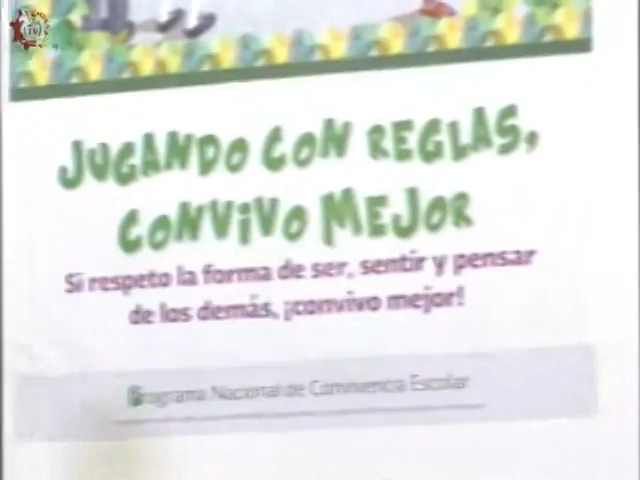 JUGANDO CON REGLAS,
CONVIVO MEJOR
Si respeto la forma de ser, sentir y pensar
de los demás, ¡convivo mejor!
Programa Nacional de Convivencia Escolar